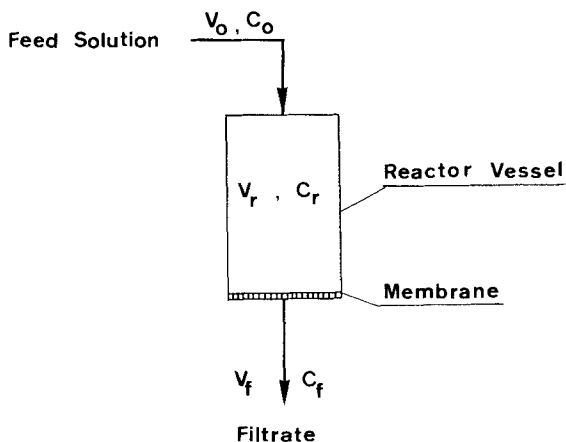 V₀ , C₀
Feed Solution
Vᵣ , Cᵣ
Reactor Vessel
Membrane
V_f C_f
Filtrate